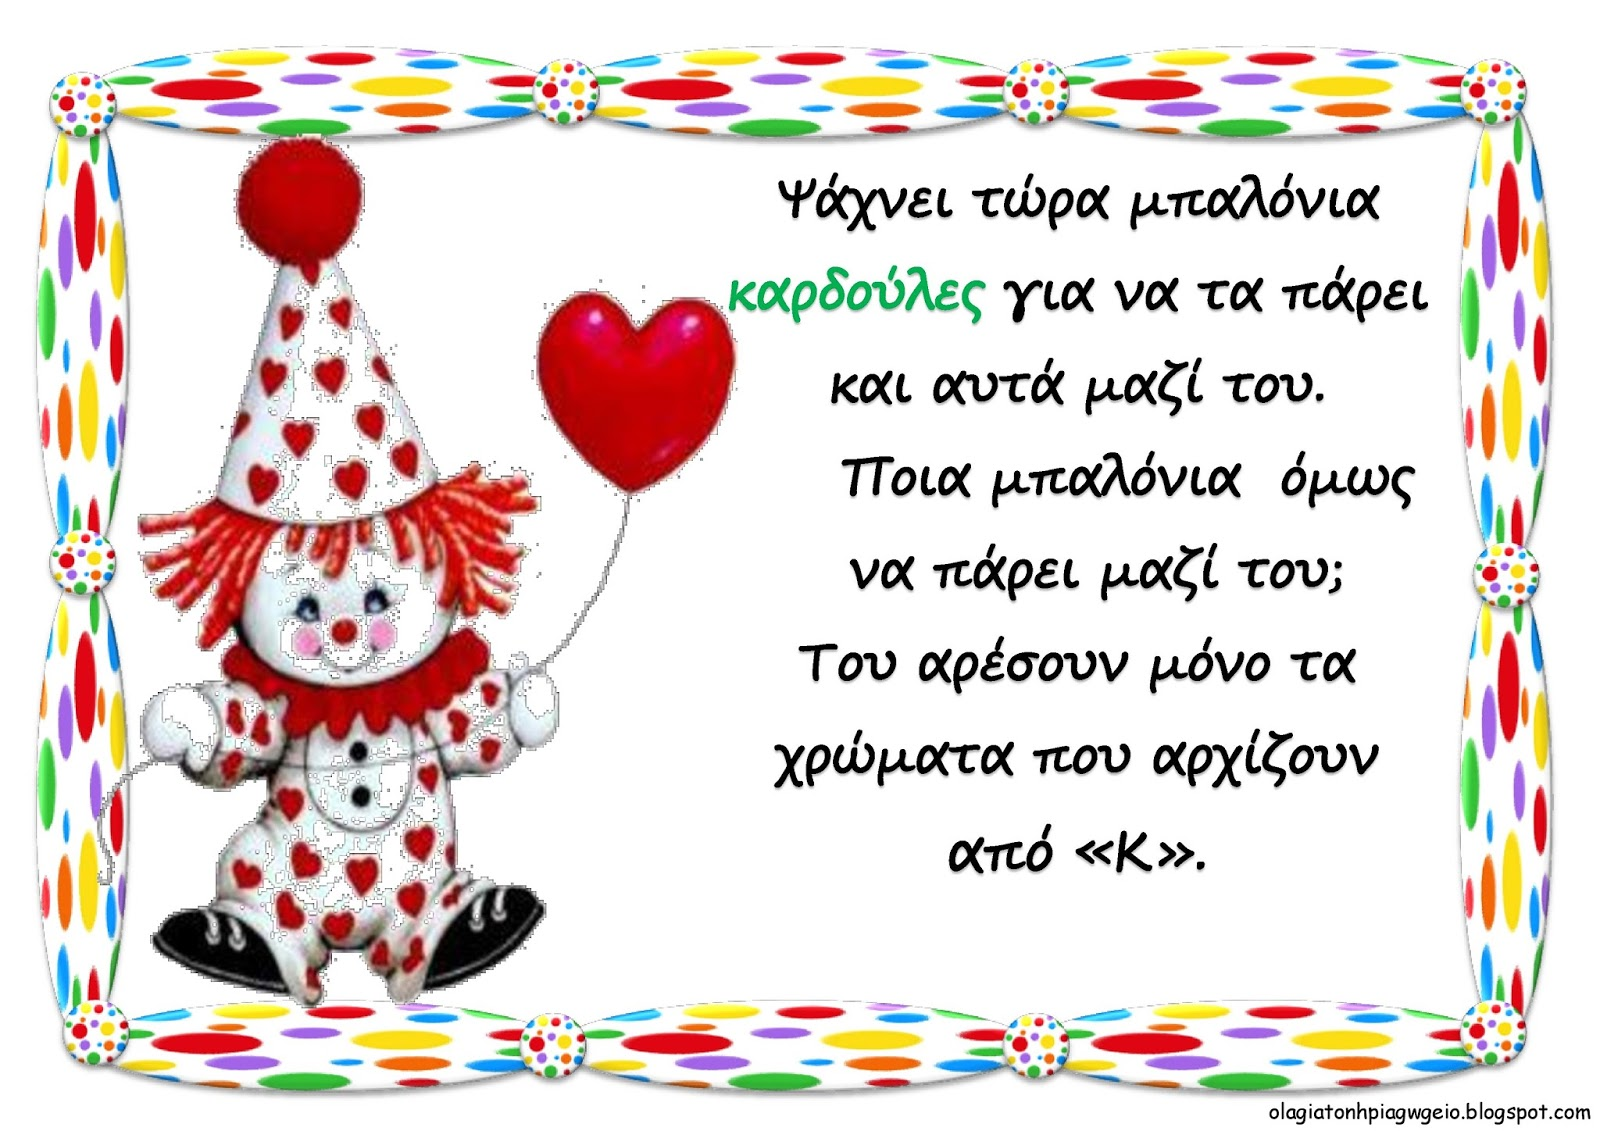 Ψάχνει τώρα μπαλόνια
καρδούλες για να τα πάρει
και αυτά μαζί του.
Ποια μπαλόνια όμως
να πάρει μαζί του;
Του αρέσουν μόνο τα
χρώματα που αρχίζουν
από «Κ».
olagiatonhpiagwgeio.blogspot.com